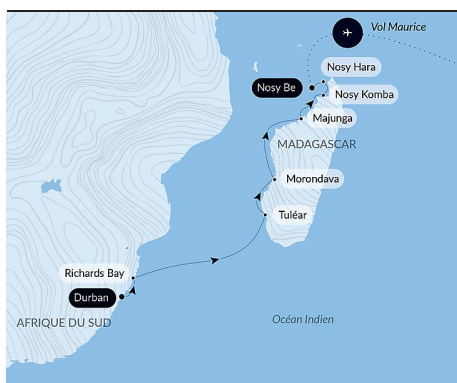 Vol Maurice
Nosy Hara
Nosy Be
Nosy Komba
Majunga
MADAGASCAR
Morondava
Tuléar
Richards Bay
Durban
AFRIQUE DU SUD
Océan Indien